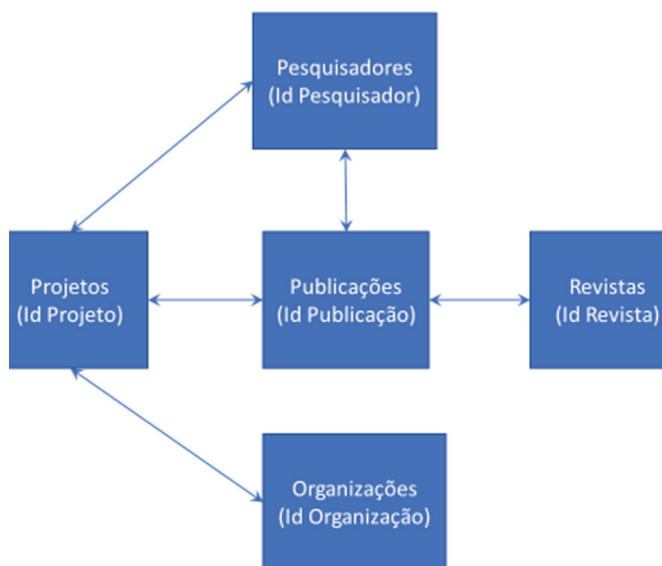 Pesquisadores
(Id Pesquisador)
Projetos
(Id Projeto)
Publicações
(Id Publicação)
Revistas
(Id Revista)
Organizações
(Id Organização)